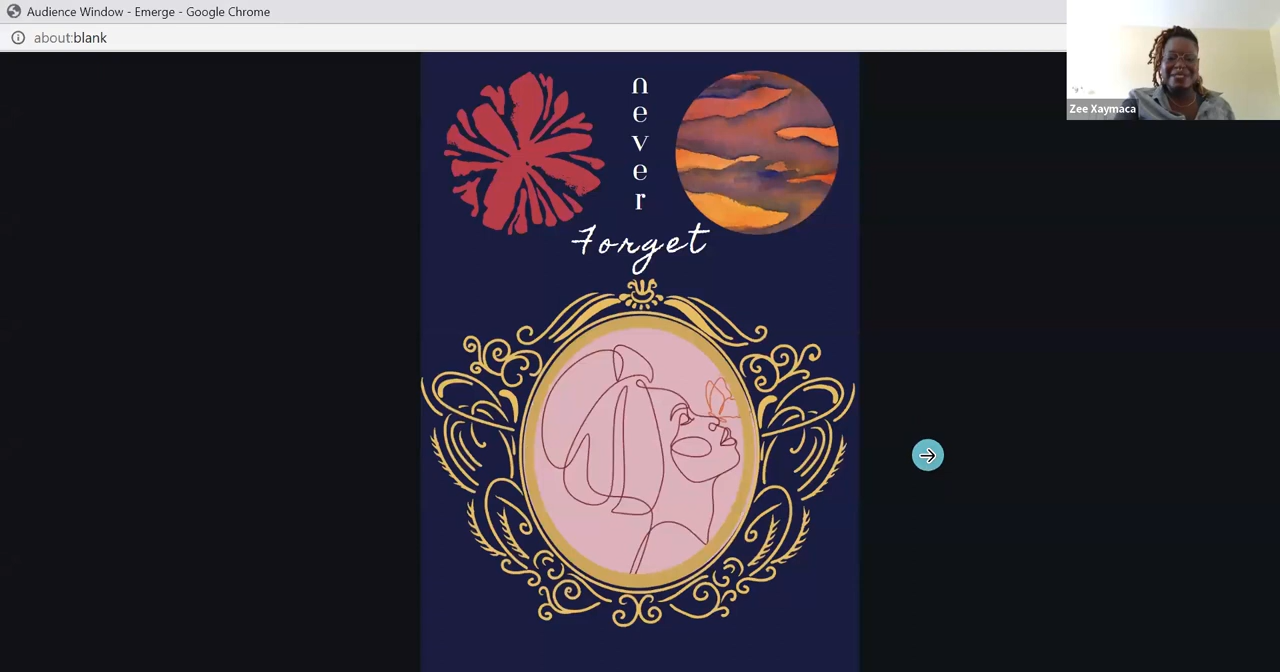 Audience Window - Emerge - Google Chrome
about:blank
Zee Xaymaca
never
Forget